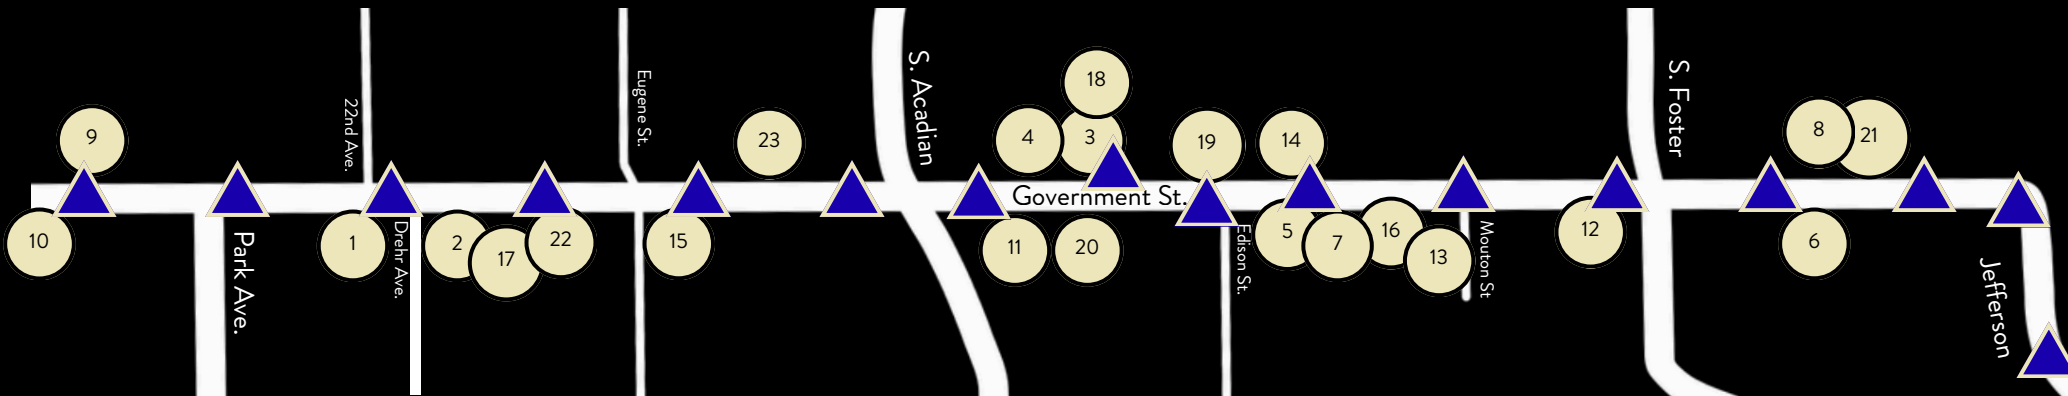 9
10
Park Ave.
22nd Ave.
1
Drehr Ave.
2
17
22
Eugene St.
15
23
S. Acadian
4
3
18
Government St.
11
20
19
Edison St.
14
5
7
16
13
Mouton St
12
S. Foster
8
21
6
Jefferson